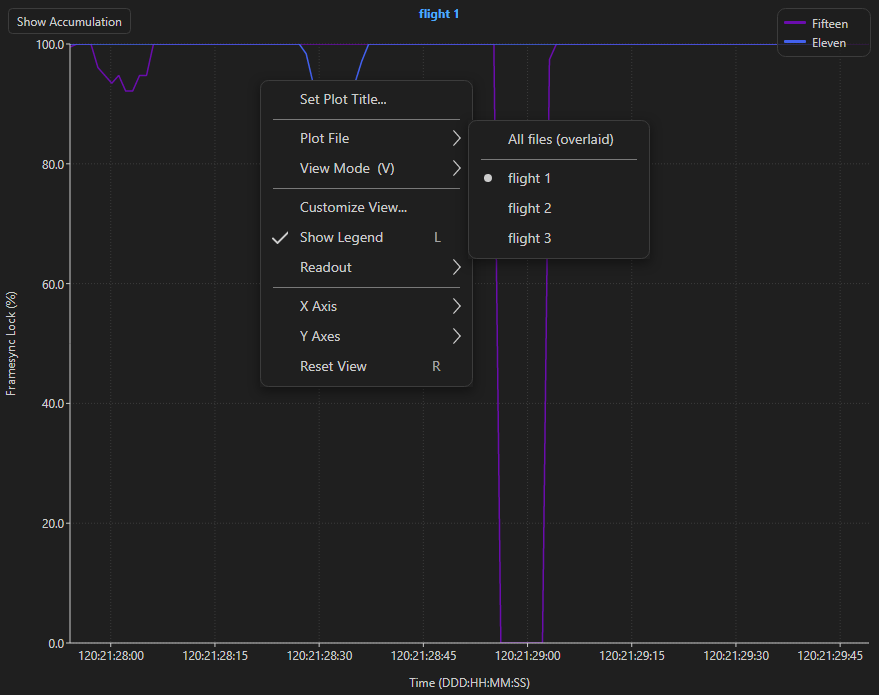 Show Accumulation
flight 1
Fifteen
Eleven
100.0
80.0
60.0
40.0
20.0
0.0
Framesync Lock (%)
Set Plot Title...
Plot File
View Mode (V)
Customize View...
Show Legend L
Readout
X Axis
Y Axes
Reset View R
All files (overlaid)
flight 1
flight 2
flight 3
120:21:28:00
120:21:28:15
120:21:28:30
120:21:28:45
120:21:29:00
120:21:29:15
120:21:29:30
120:21:29:45
Time (DDD:HH:MM:SS)